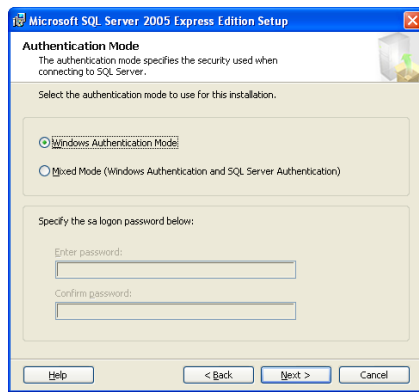 Microsoft SQL Server 2005 Express Edition Setup
Authentication Mode
The authentication mode specifies the security used when
connecting to SQL Server.
Select the authentication mode to use for this installation.
Windows Authentication Mode
Mixed Mode (Windows Authentication and SQL Server Authentication)
Specify the sa logon password below:
Enter password:
Confirm password:
Help
< Back
Next >
Cancel